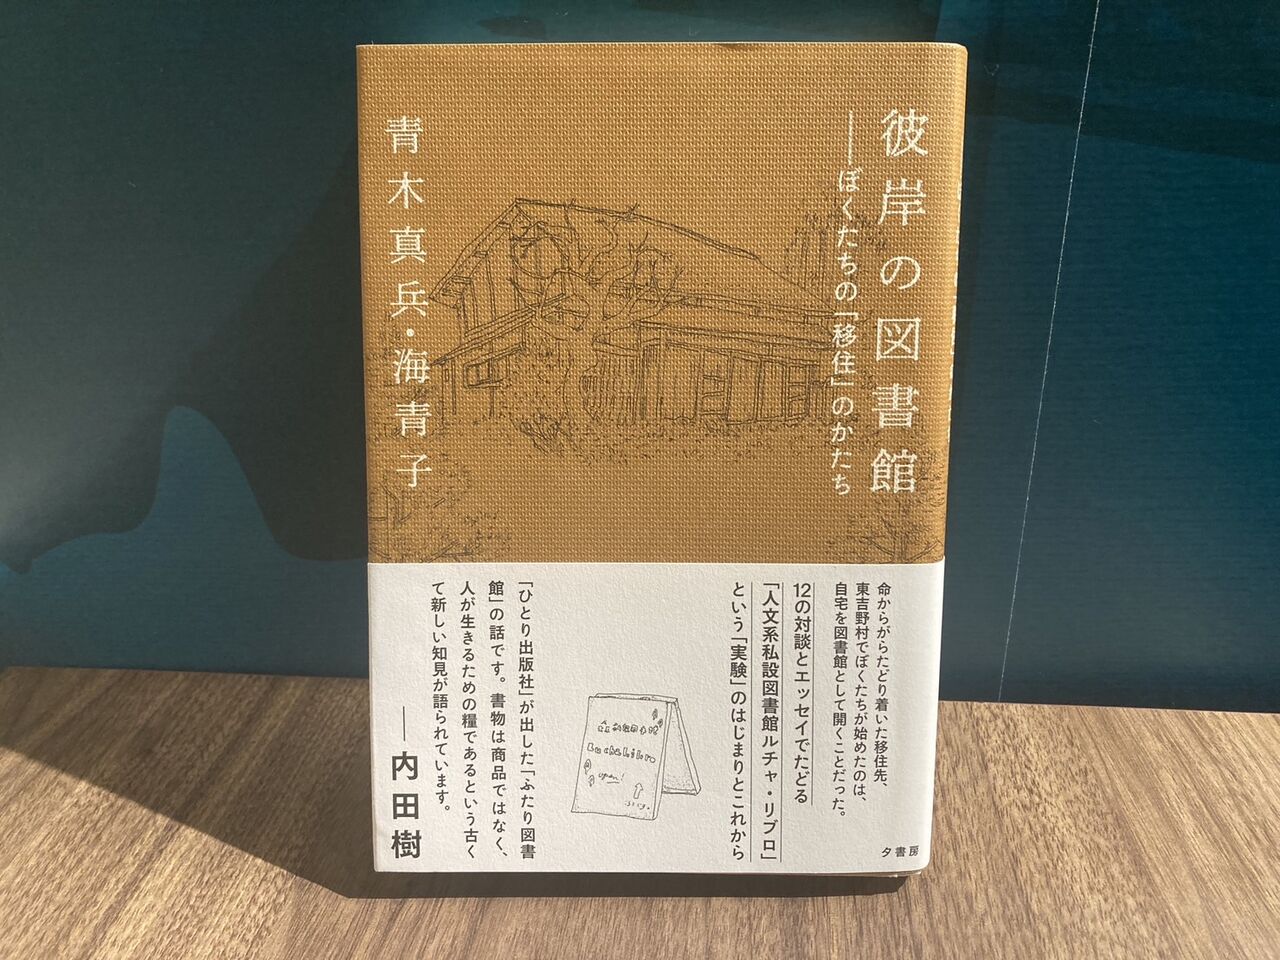 彼岸の図書館
──ぼくたちの「移住」のかたち
青木真兵・海青子
命からがらたどり着いた移住先、
東吉野村でぼくたちが始めたのは、
自宅を図書館として開くことだった。
12の対談とエッセイでたどる
「人文系私設図書館ルチャ・リブロ」
という「実験」のはじまりとこれから
Lucha Libro
open!
「ひとり出版社」が出した「ふたり図書
館」の話です。書物は商品ではなく、
人が生きるための糧であるという古く
て新しい知見が語られています。
──内田樹
夕書房